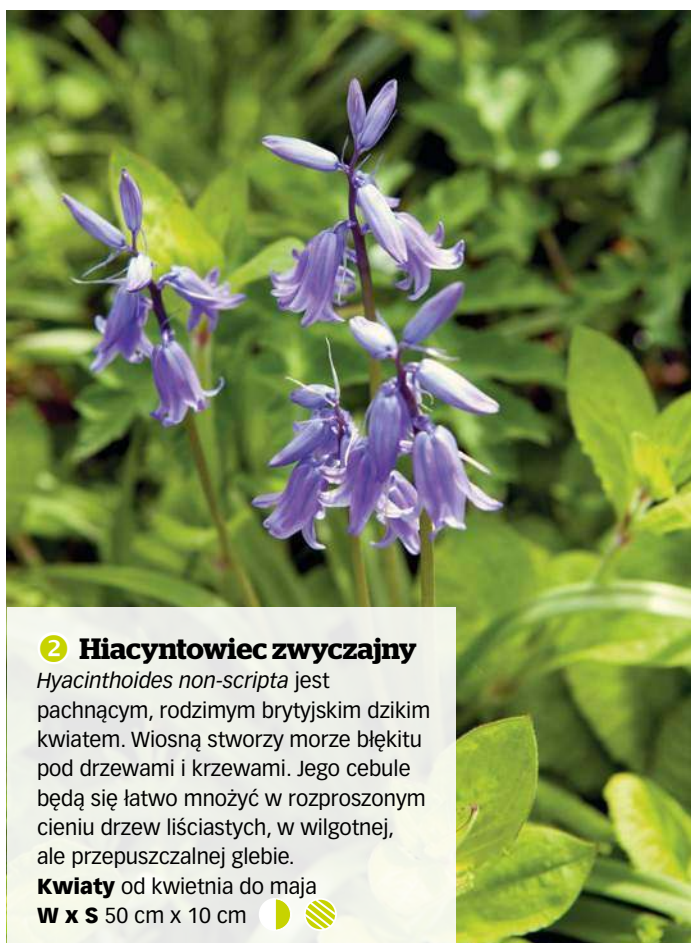 2 Hiacyntowiec zwyczajny
Hyacinthoides non-scripta jest
pachnącym, rodzimym brytyjskim dzikim
kwiatem. Wiosną stworzy morze błękitu
pod drzewami i krzewami. Jego cebule
będą się łatwo mnożyć w rozproszonym
cieniu drzew liściastych, w wilgotnej,
ale przepuszczalnej glebie.
Kwiaty od kwietnia do maja
W x S 50 cm x 10 cm